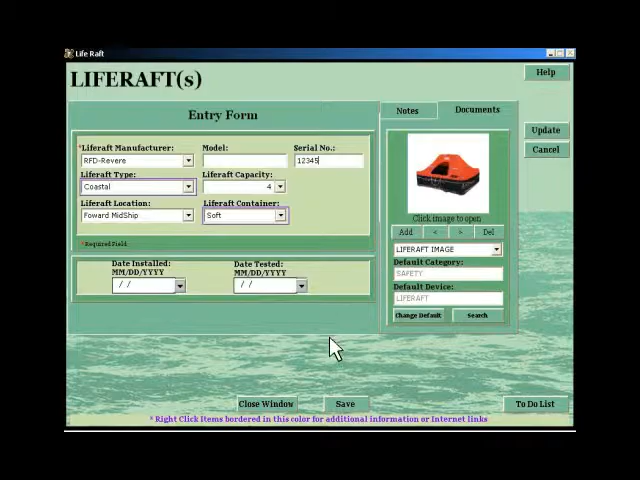 Life Raft
LIFERAFT(s)
Help
Entry Form
Notes
Documents
Update
Cancel
*Liferaft Manufacturer:
Model:
Serial No.:
RFD-Revere
12345
Liferaft Type:
Liferaft Capacity:
Coastal
4
Liferaft Location:
Liferaft Container:
Foward MidShip
Soft
Click image to open
Add
<
>
Del
* Required Field
LIFERAFT IMAGE
Default Category:
SAFETY
Default Device:
LIFERAFT
Change Default
Search
Date Installed:
MM/DD/YYYY
Date Tested:
MM/DD/YYYY
/ /
/ /
Close Window
Save
To Do List
* Right Click Items bordered in this color for additional information or Internet links